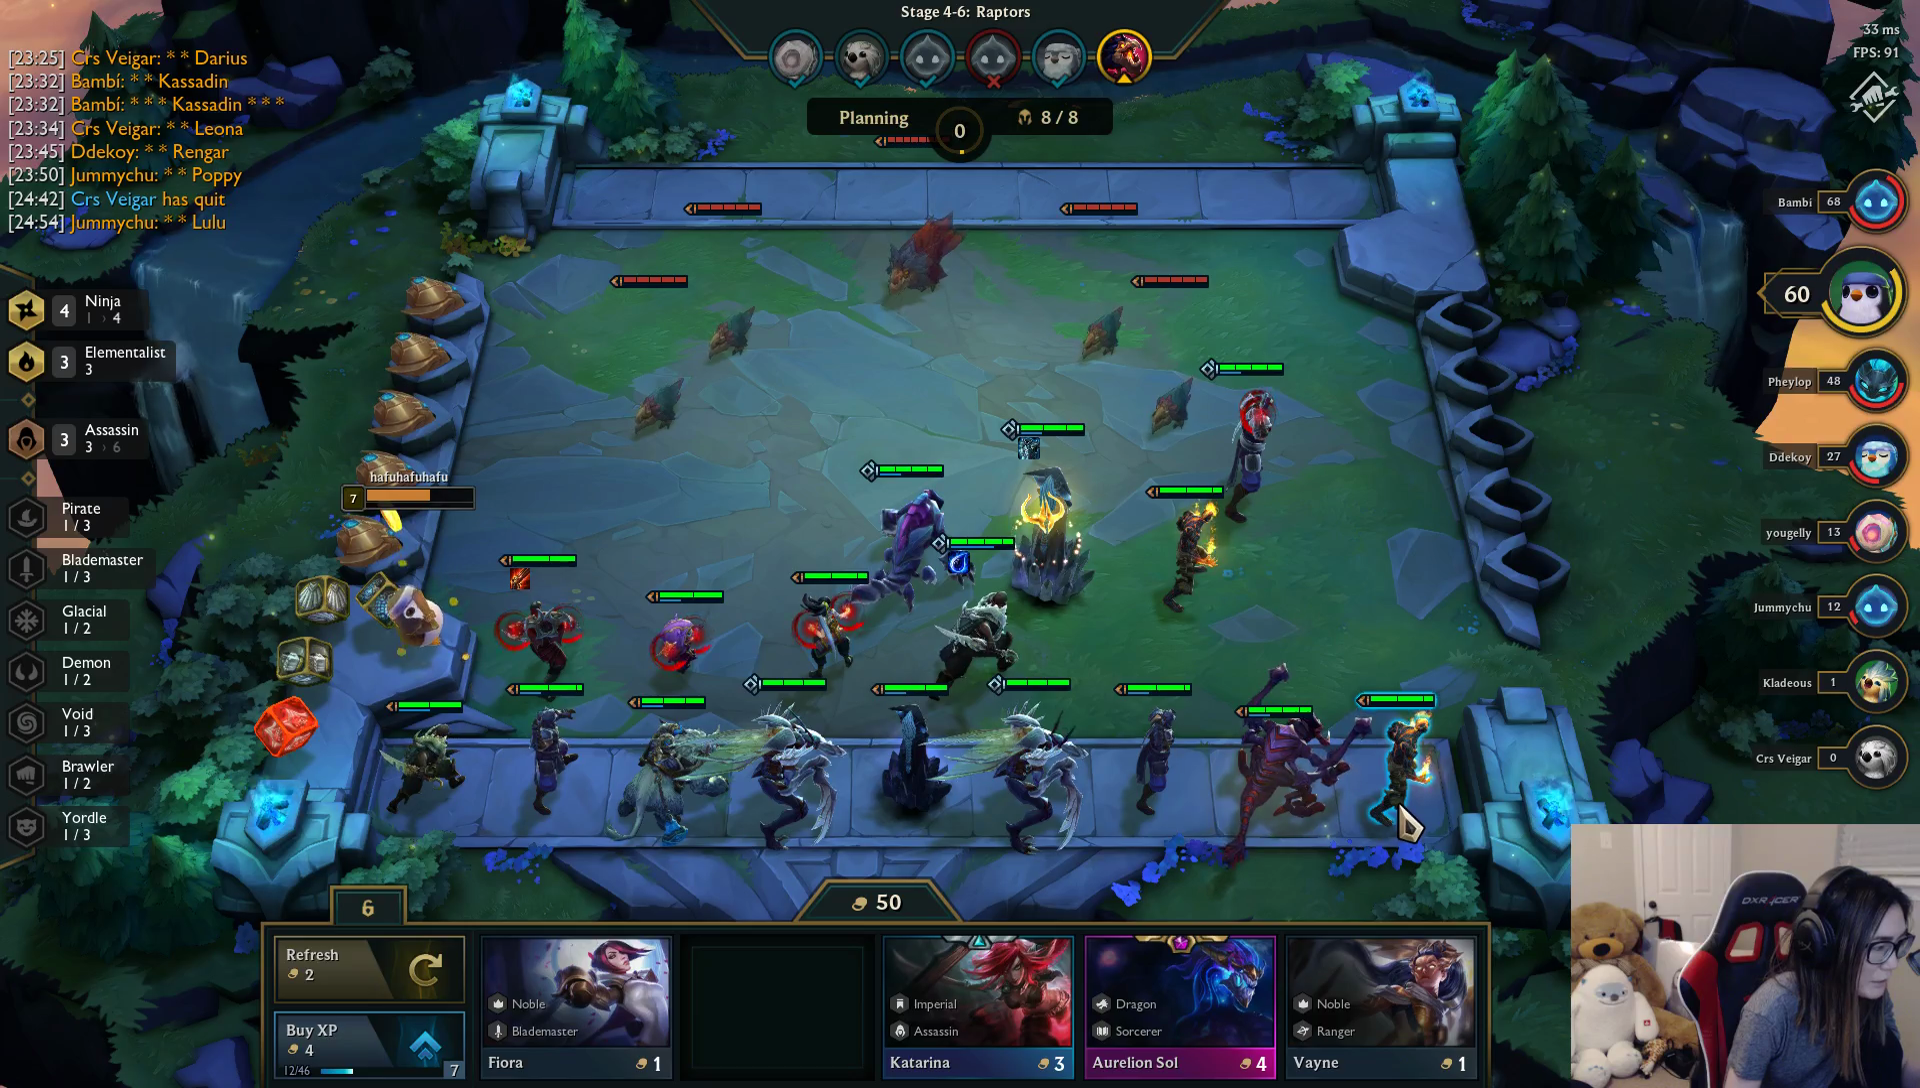 Stage 4-6: Raptors
33 ms
FPS: 91
Planning
0
8 / 8
[23:25] Crs Veigar: * * Darius
[23:32] Bambí: * * Kassadin
[23:32] Bambí: * * * Kassadin * * *
[23:34] Crs Veigar: * * Leona
[23:45] Ddekoy: * * Rengar
[23:50] Jummychu: * * Poppy
[24:42] Crs Veigar has quit
[24:54] Jummychu: * * Lulu
4
Ninja
1 › 4
3
Elementalist
3
3
Assassin
3 › 6
Pirate
1 / 3
Blademaster
1 / 3
Glacial
1 / 2
Demon
1 / 2
Void
1 / 3
Brawler
1 / 2
Yordle
1 / 3
hafuhafuhafu
7
Bambí 68
60
Pheylop 48
Ddekoy 27
yougelly 13
Jummychu 12
Kladeous 1
Crs Veigar 0
6
50
Refresh
2
Buy XP
4
12/46
7
Noble
Blademaster
Fiora 1
Imperial
Assassin
Katarina 3
Dragon
Sorcerer
Aurelion Sol 4
Noble
Ranger
Vayne 1
DXRACER